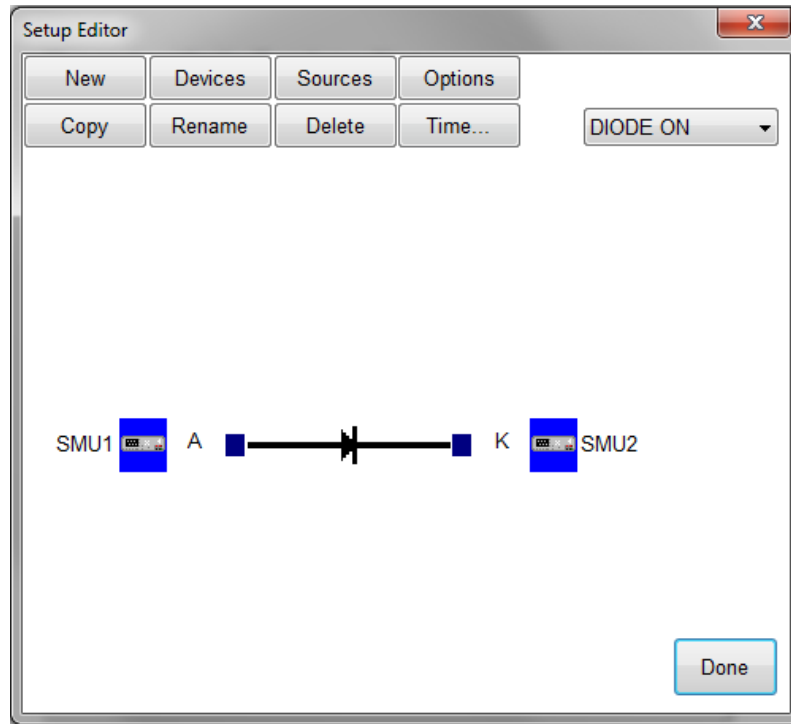 Setup Editor
New Devices Sources Options
Copy Rename Delete Time... DIODE ON
SMU1 A K SMU2
Done